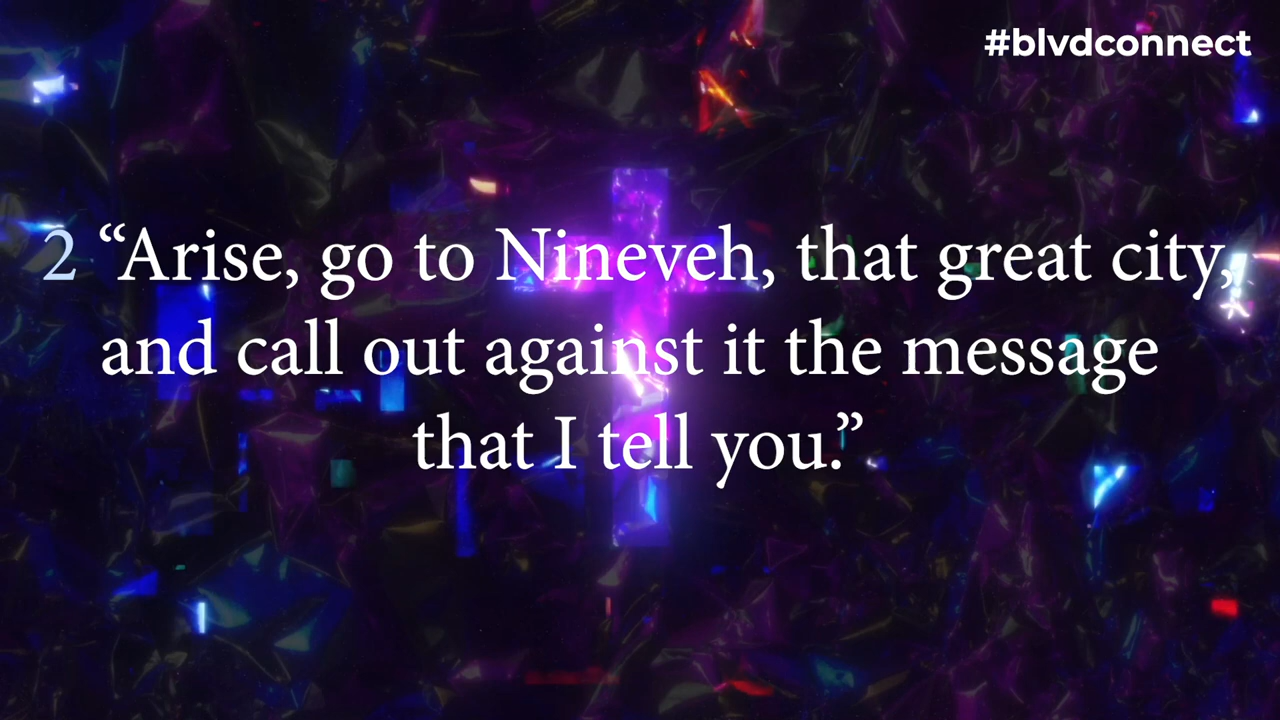 #blvdconnect
2 “Arise, go to Nineveh, that great city,
and call out against it the message
that I tell you.”